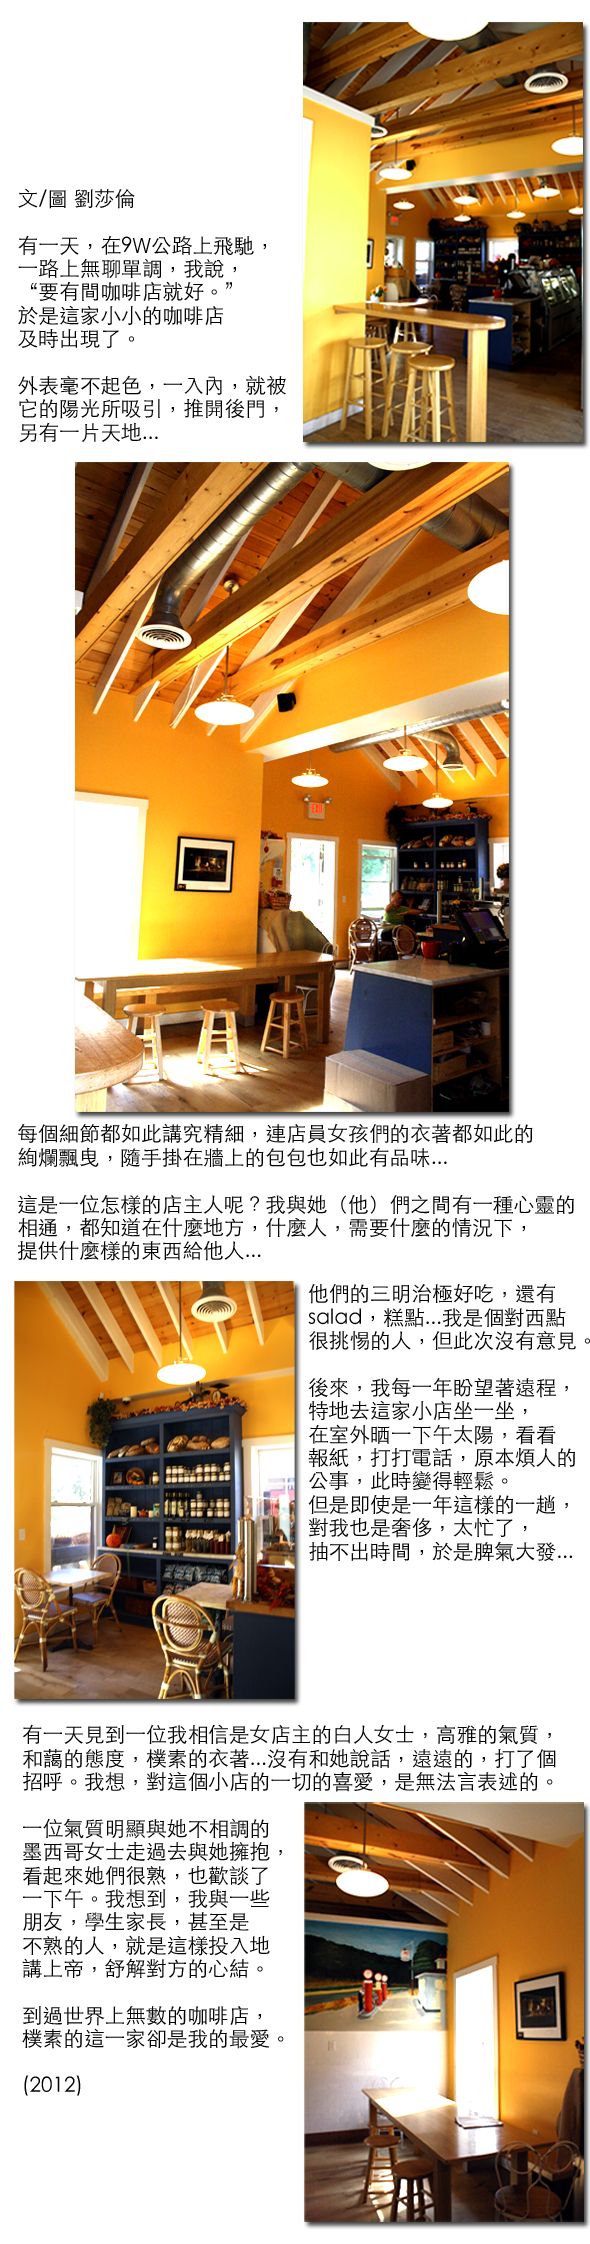 文/圖 劉莎倫
有一天，在9W公路上飛馳，
一路上無聊單調，我說，
“要有間咖啡店就好。”
於是這家小小的咖啡店
及時出現了。
外表毫不起色，一入內，就被
它的陽光所吸引，推開後門，
另有一片天地...
EXIT
每個細節都如此講究精細，連店員女孩們的衣著都如此的
絢爛飄曳，隨手掛在牆上的包包也如此有品味...
這是一位怎樣的店主人呢？我與她（他）們之間有一種心靈的
相通，都知道在什麼地方，什麼人，需要什麼的情況下，
提供什麼樣的東西給他人...
他們的三明治極好吃，還有
salad，糕點...我是個對西點
很挑惕的人，但此次沒有意見。
後來，我每一年盼望著遠程，
特地去這家小店坐一坐，
在室外晒一下午太陽，看看
報紙，打打電話，原本煩人的
公事，此時變得輕鬆。
但是即使是一年這樣的一趟，
對我也是奢侈，太忙了，
抽不出時間，於是脾氣大發...
有一天見到一位我相信是女店主的白人女士，高雅的氣質，
和藹的態度，樸素的衣著...沒有和她說話，遠遠的，打了個
招呼。我想，對這個小店的一切的喜愛，是無法言表述的。
一位氣質明顯與她不相調的
墨西哥女士走過去與她擁抱，
看起來她們很熟，也歡談了
一下午。我想到，我與一些
朋友，學生家長，甚至是
不熟的人，就是這樣投入地
講上帝，舒解對方的心結。
到過世界上無數的咖啡店，
樸素的這一家卻是我的最愛。
(2012)